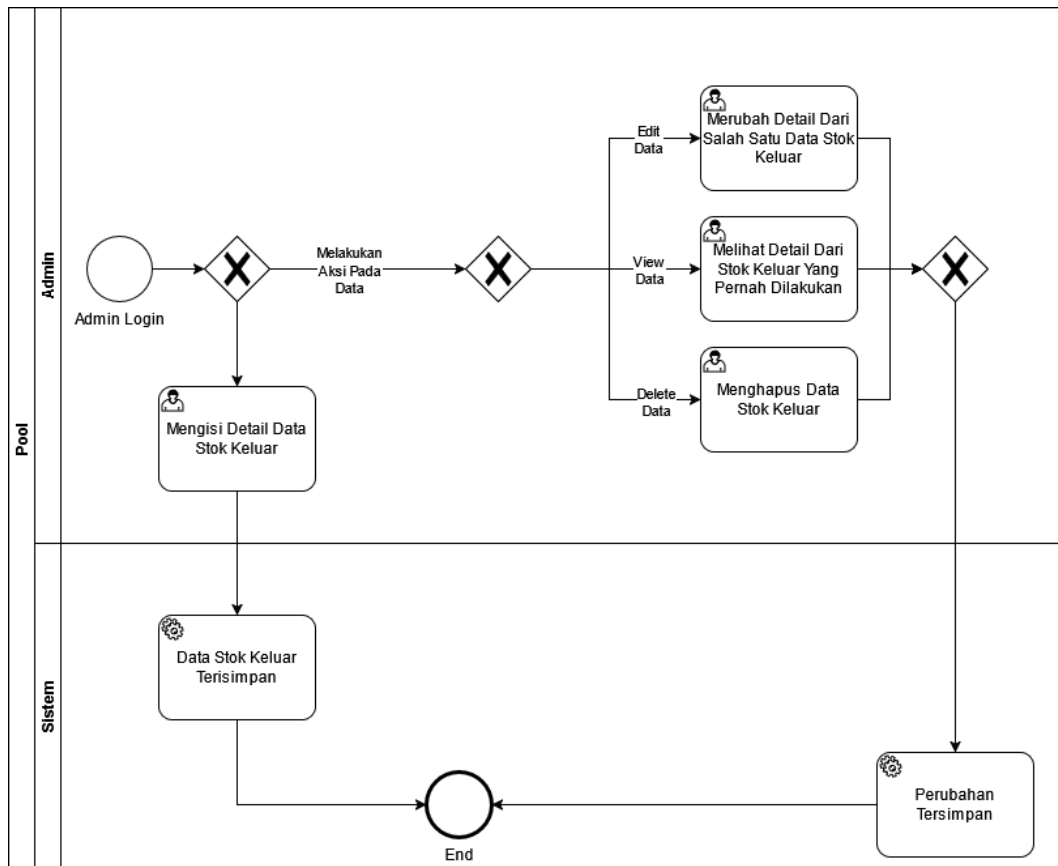 Pool
Admin
Sistem
Admin Login
Melakukan
Aksi Pada
Data
Mengisi Detail Data
Stok Keluar
Edit
Data
Merubah Detail Dari
Salah Satu Data Stok
Keluar
View
Data
Melihat Detail Dari
Stok Keluar Yang
Pernah Dilakukan
Delete
Data
Menghapus Data
Stok Keluar
Data Stok Keluar
Terisimpan
End
Perubahan
Tersimpan